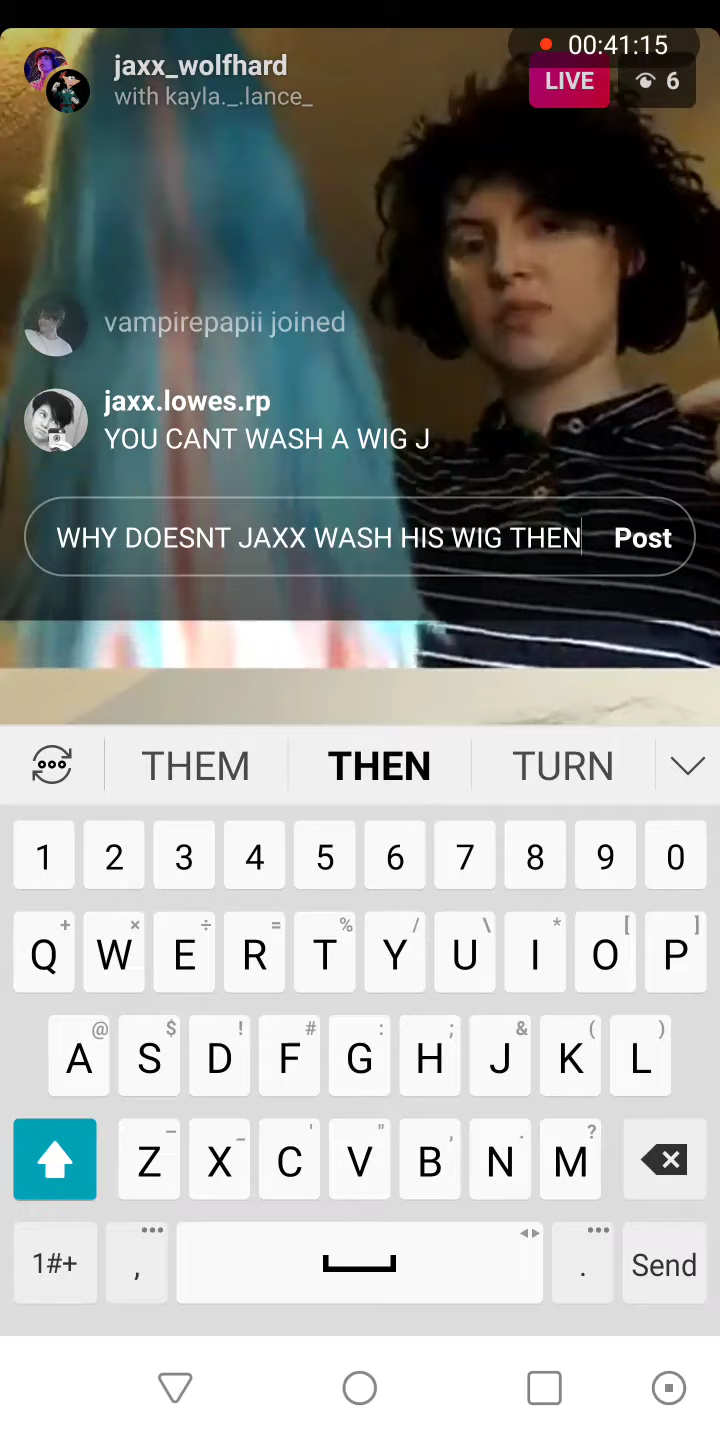 00:41:15
jaxx_wolfhard
LIVE
6
with kayla._.lance_
vampirepapii joined
jaxx.lowes.rp
YOU CANT WASH A WIG J
WHY DOESNT JAXX WASH HIS WIG THEN
Post
THEM THEN TURN
1 2 3 4 5 6 7 8 9 0
+ × ÷ = % / \ * [ ]
Q W E R T Y U I O P
@ $ ! # : ; & ( )
A S D F G H J K L
– _ ' " , . ?
Z X C V B N M
1#+ , . Send